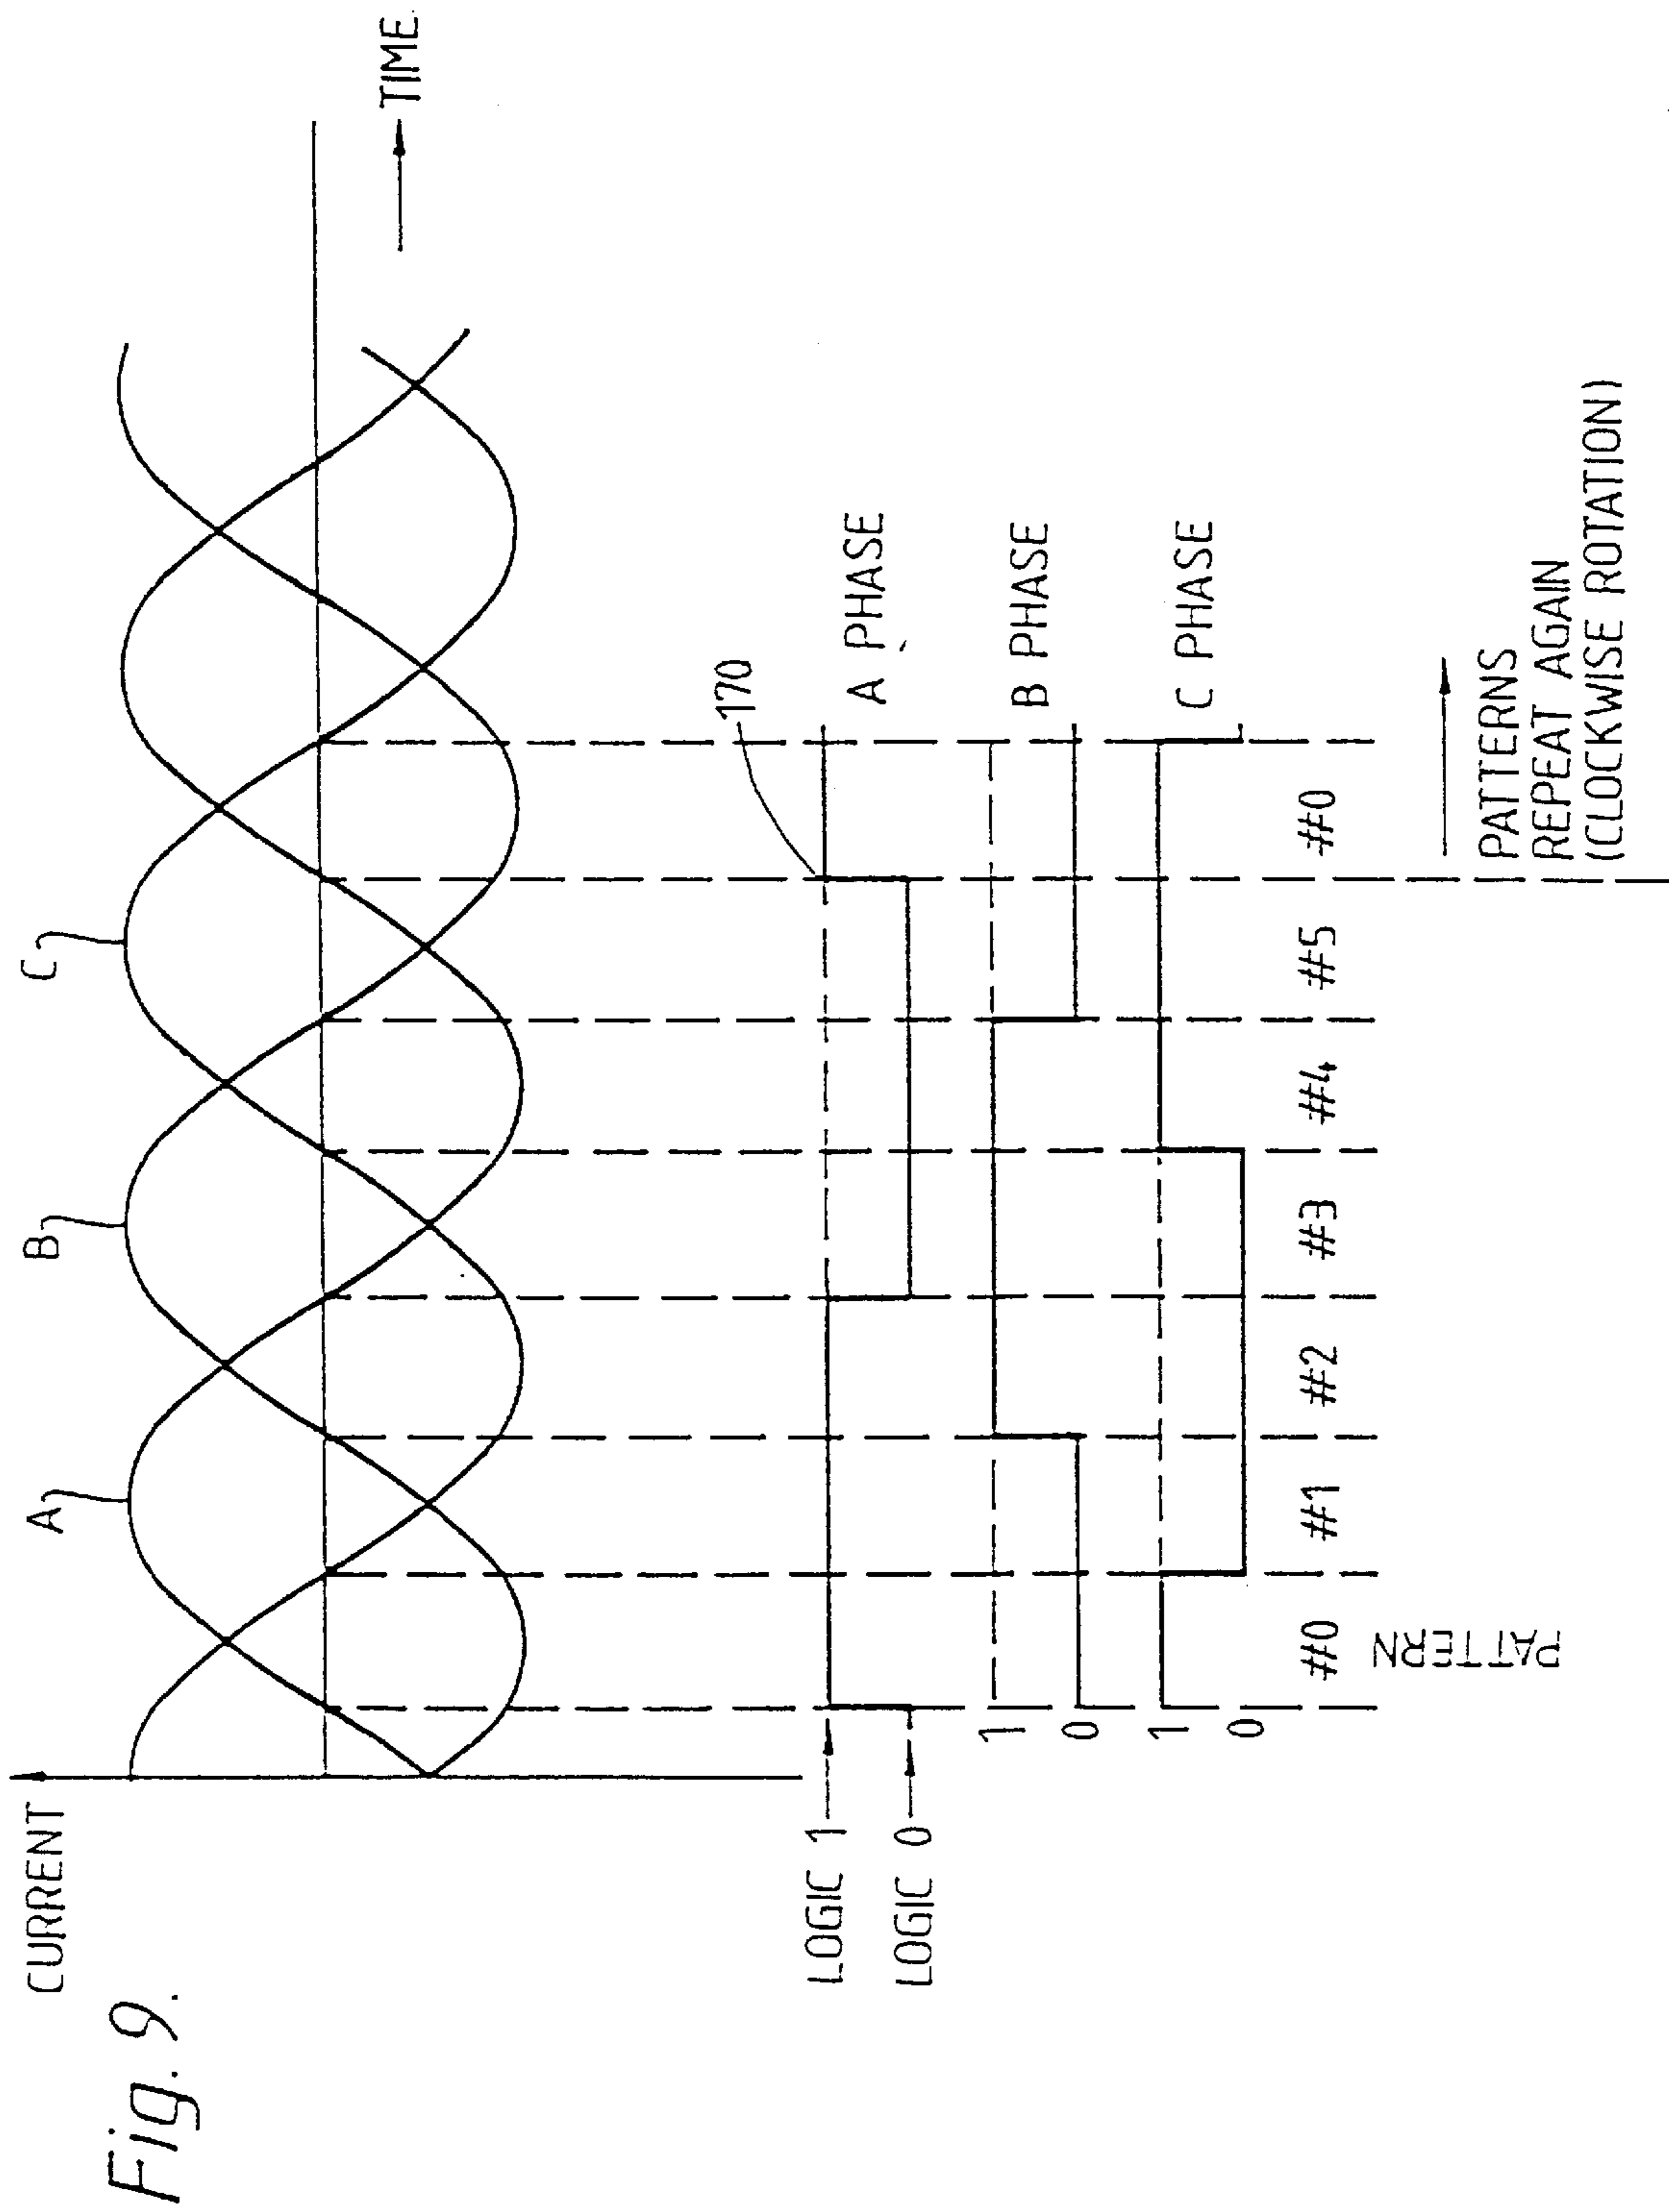 Fig. 9.
CURRENT
A
B
C
TIME
170
LOGIC 1
LOGIC 0
A PHASE
1
0
B PHASE
1
0
C PHASE
#0
#1
#2
#3
#4
#5
#0
PATTERN
PATTERNS
REPEAT AGAIN
(CLOCKWISE ROTATION)